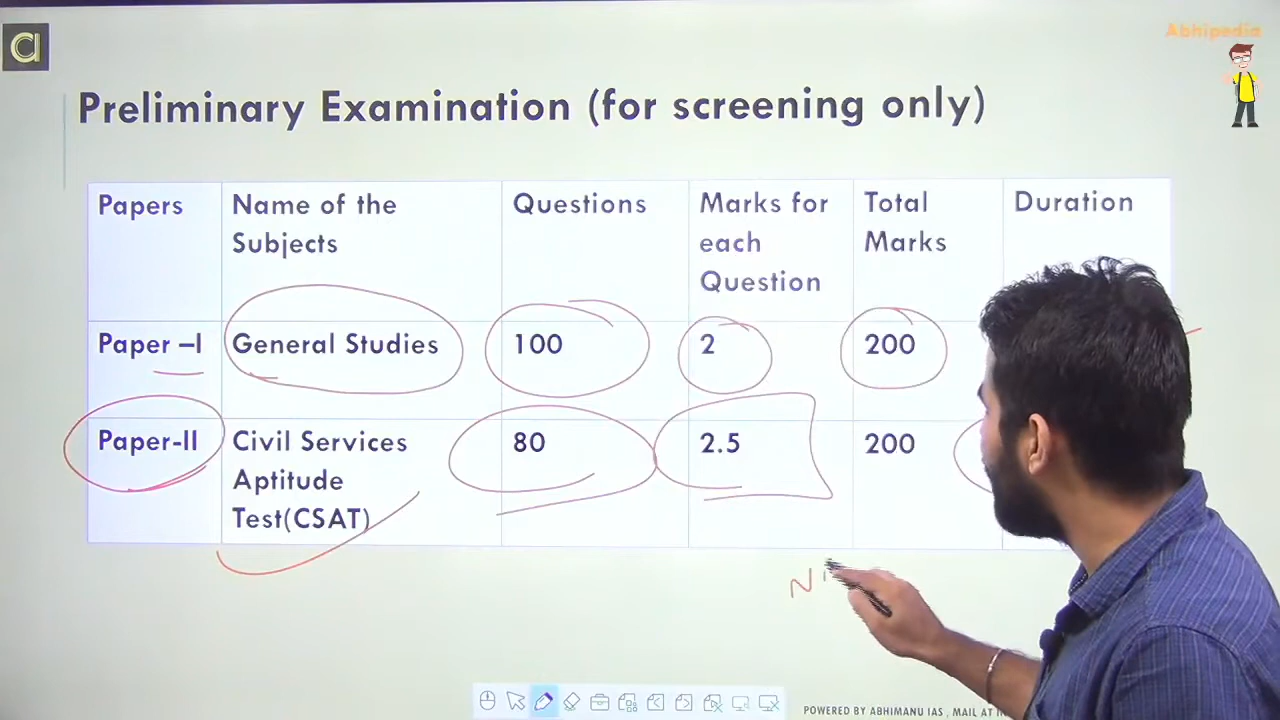 Abhipedia
Preliminary Examination (for screening only)
Papers Name of the Subjects Questions Marks for each Question Total Marks Duration
Paper –I General Studies 100 2 200
Paper-II Civil Services Aptitude Test(CSAT) 80 2.5 200
N
POWERED BY ABHIMANU IAS , MAIL AT